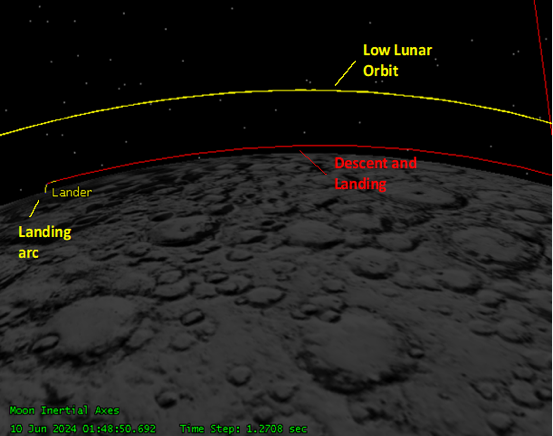 Low Lunar
Orbit
Descent and
Landing
Lander
Landing
arc
Moon Inertial Axes
10 Jun 2024 01:48:50.692    Time Step: 1.2708 sec